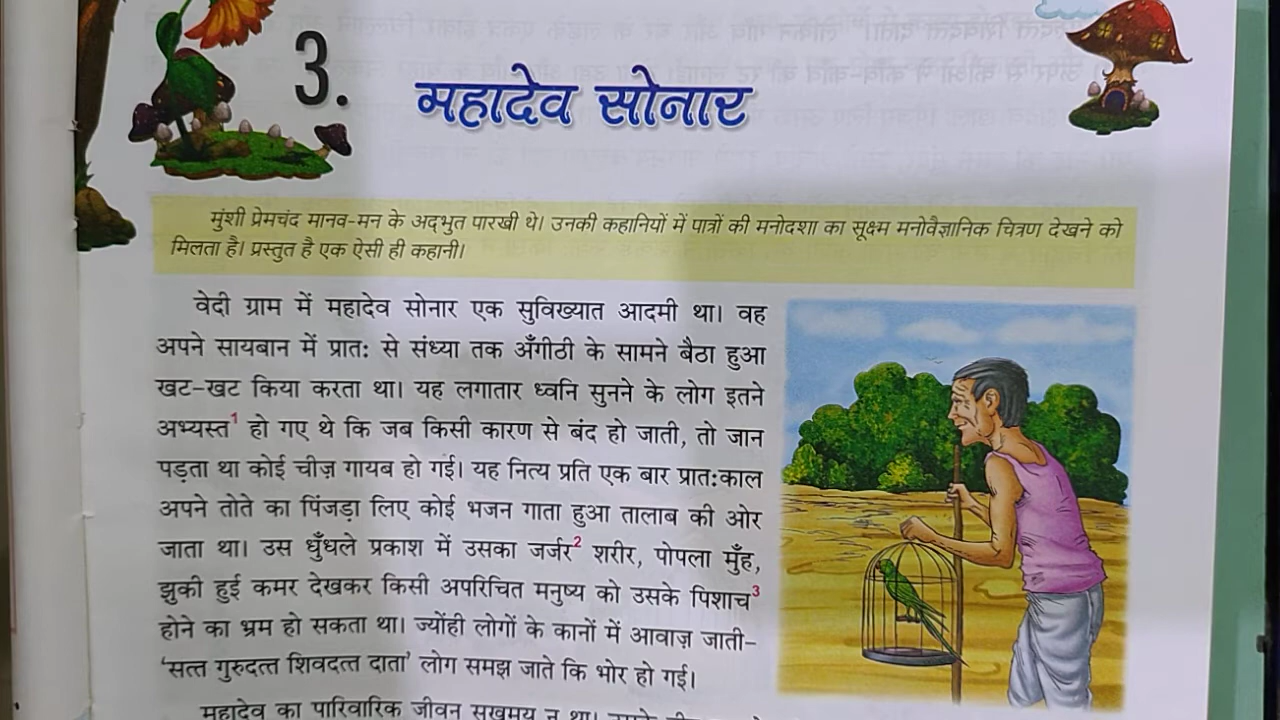 3.
महादेव सोनार
मुंशी प्रेमचंद मानव-मन के अद्भुत पारखी थे। उनकी कहानियों में पात्रों की मनोदशा का सूक्ष्म मनोवैज्ञानिक चित्रण देखने को
मिलता है। प्रस्तुत है एक ऐसी ही कहानी।
वेदी ग्राम में महादेव सोनार एक सुविख्यात आदमी था। वह
अपने सायबान में प्रातः से संध्या तक अँगीठी के सामने बैठा हुआ
खट-खट किया करता था। यह लगातार ध्वनि सुनने के लोग इतने
अभ्यस्त1 हो गए थे कि जब किसी कारण से बंद हो जाती, तो जान
पड़ता था कोई चीज़ गायब हो गई। यह नित्य प्रति एक बार प्रातःकाल
अपने तोते का पिंजड़ा लिए कोई भजन गाता हुआ तालाब की ओर
जाता था। उस धुँधले प्रकाश में उसका जर्जर2 शरीर, पोपला मुँह,
झुकी हुई कमर देखकर किसी अपरिचित मनुष्य को उसके पिशाच3
होने का भ्रम हो सकता था। ज्योंही लोगों के कानों में आवाज़ जाती–
'सत्त गुरुदत्त शिवदत्त दाता' लोग समझ जाते कि भोर हो गई।
महादेव का पारिवारिक जीवन सुखमय न था।